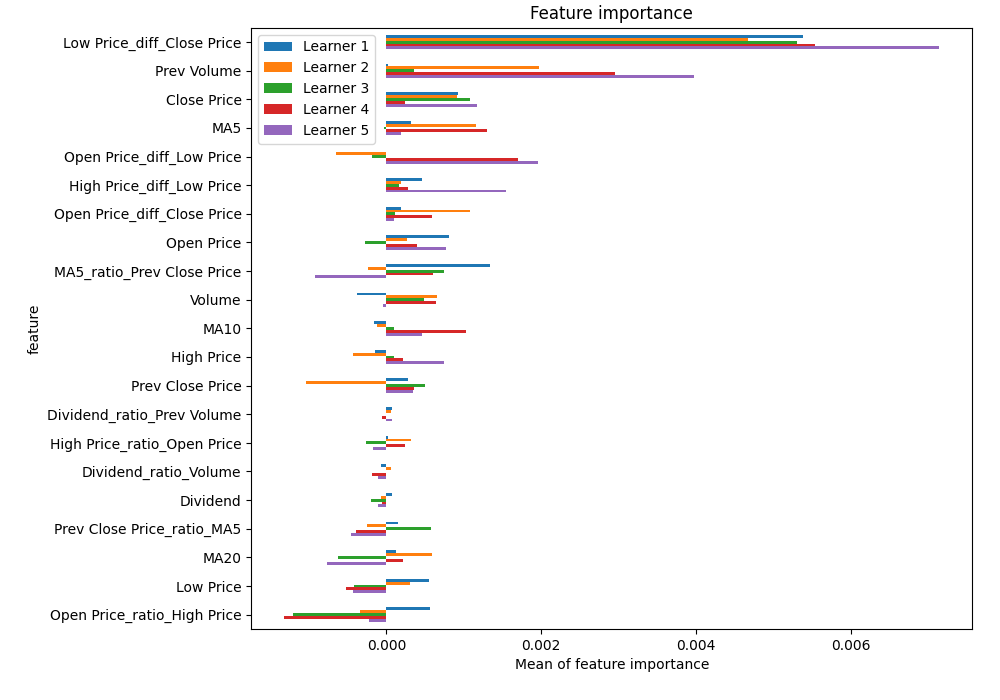 Feature importance
Learner 1
Learner 2
Learner 3
Learner 4
Learner 5
Low Price_diff_Close Price
Prev Volume
Close Price
MA5
Open Price_diff_Low Price
High Price_diff_Low Price
Open Price_diff_Close Price
Open Price
MA5_ratio_Prev Close Price
Volume
MA10
High Price
Prev Close Price
Dividend_ratio_Prev Volume
High Price_ratio_Open Price
Dividend_ratio_Volume
Dividend
Prev Close Price_ratio_MA5
MA20
Low Price
Open Price_ratio_High Price
feature
0.000 0.002 0.004 0.006
Mean of feature importance